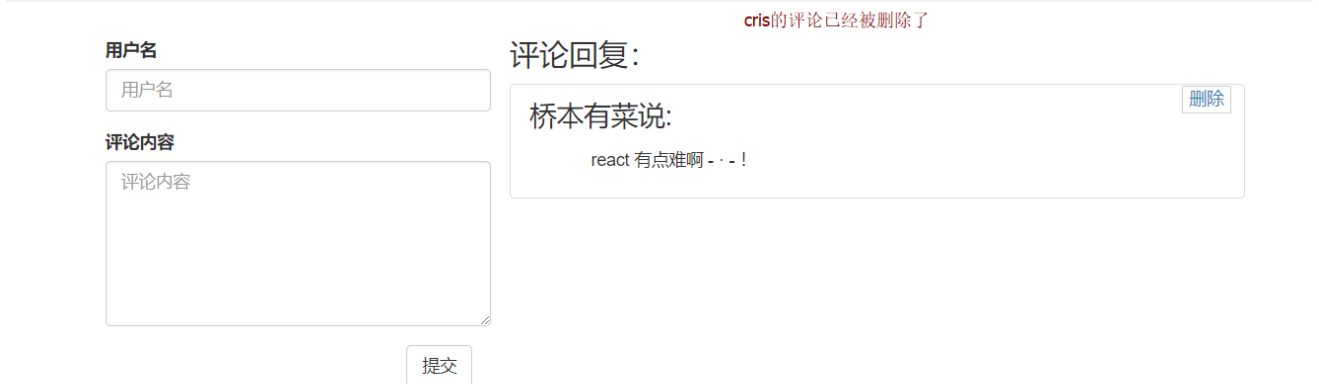 cris的评论已经被删除了
用户名
用户名
评论内容
评论内容
提交
评论回复：
删除
桥本有菜说:
react 有点难啊 - · - ！